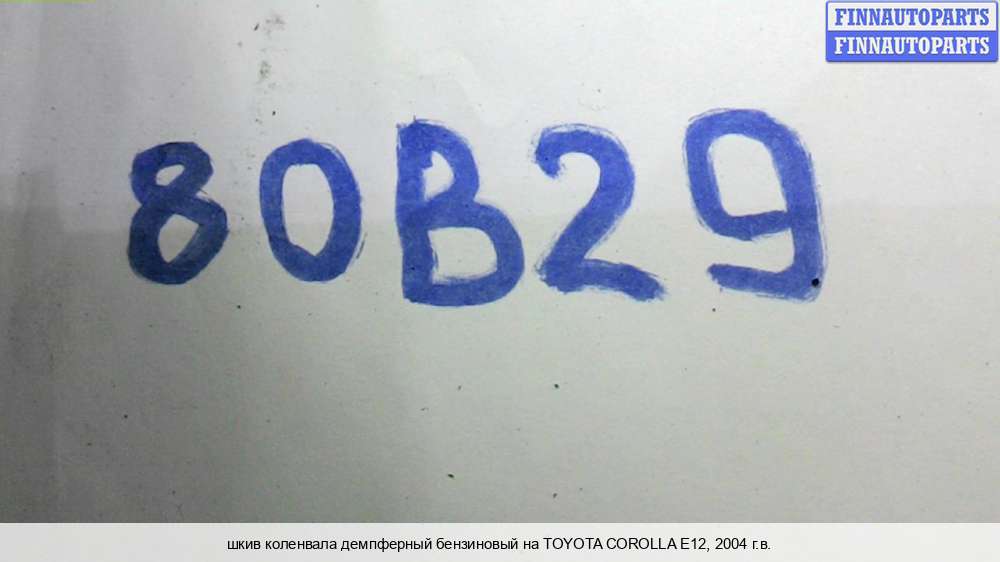 FINNAUTOPARTS
FINNAUTOPARTS
80B29
шкив коленвала демпферный бензиновый на TOYOTA COROLLA E12, 2004 г.в.